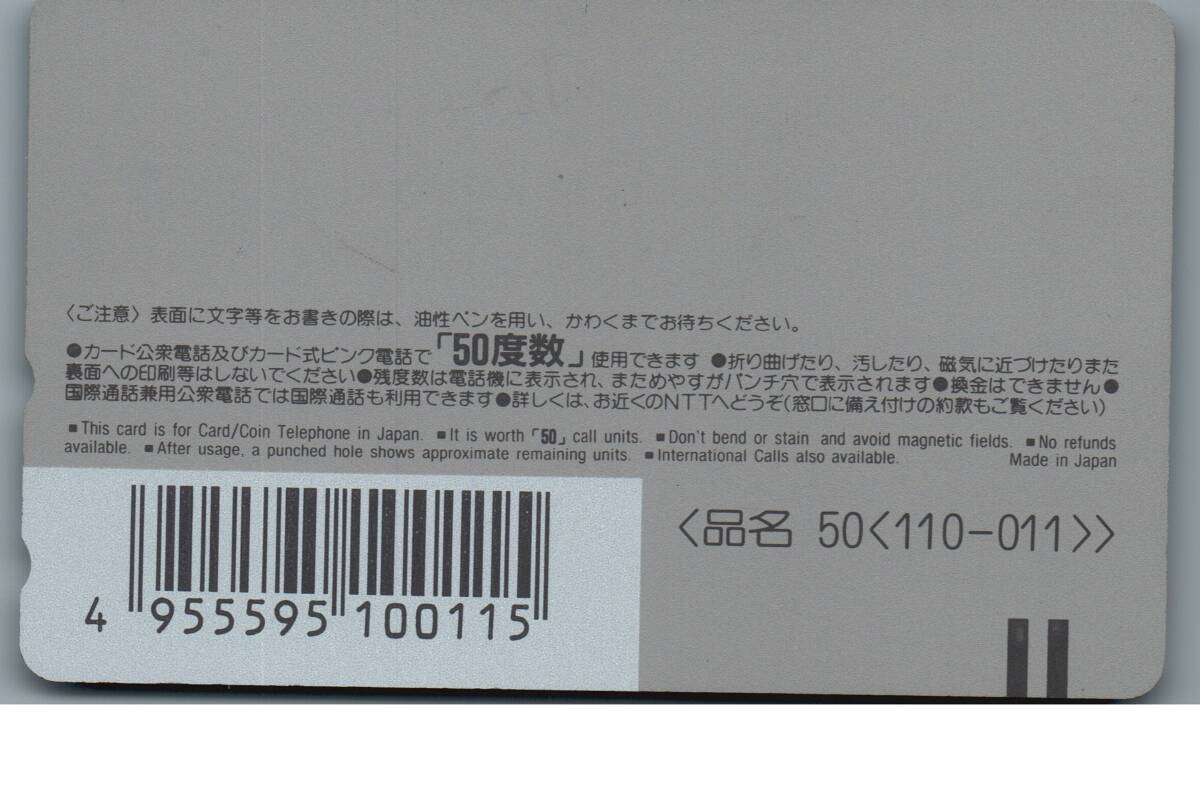 〈ご注意〉表面に文字等をお書きの際は、油性ペンを用い、かわくまでお待ちください。
●カード公衆電話及びカード式ピンク電話で「50度数」使用できます ●折り曲げたり、汚したり、磁気に近づけたりまた
裏面への印刷等はしないでください●残度数は電話機に表示され、まためやすがパンチ穴で表示されます●換金はできません●
国際通話兼用公衆電話では国際通話も利用できます●詳しくは、お近くのNTTへどうぞ(窓口に備え付けの約款もご覧ください)
■This card is for Card/Coin Telephone in Japan. ■It is worth「50」call units. ■Don't bend or stain and avoid magnetic fields. ■No refunds
available. ■After usage, a punched hole shows approximate remaining units. ■International Calls also available. Made in Japan
<品名 50<110-011>>
4 955595 100115